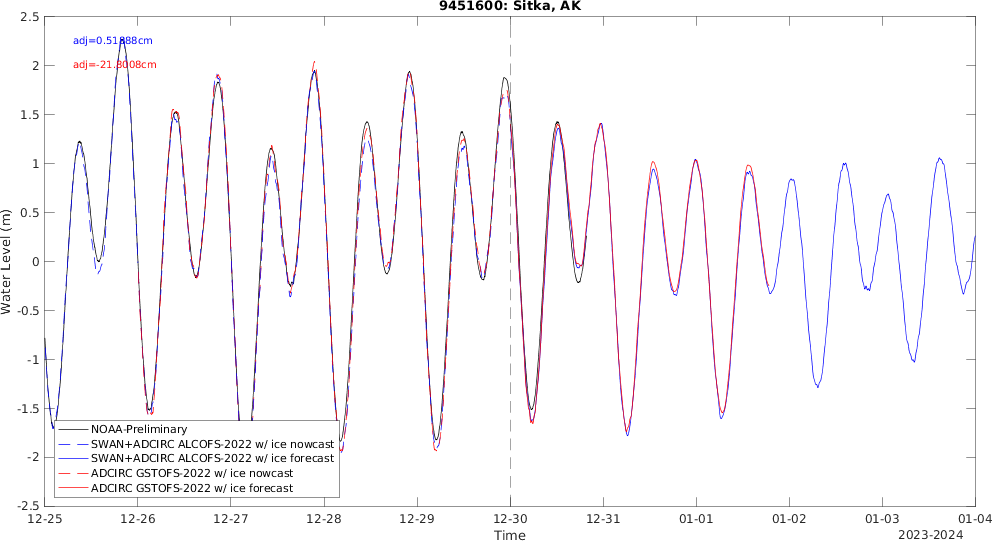 9451600: Sitka, AK
2.5
2
1.5
1
0.5
0
-0.5
-1
-1.5
-2
-2.5
Water Level (m)
adj=0.51888cm
NOAA-Preliminary
SWAN+ADCIRC ALCOFS-2022 w/ ice nowcast
SWAN+ADCIRC ALCOFS-2022 w/ ice forecast
ADCIRC GSTOFS-2022 w/ ice nowcast
ADCIRC GSTOFS-2022 w/ ice forecast
12-25 12-26 12-27 12-28 12-29 12-30 12-31 01-01 01-02 01-03 01-04
Time
2023-2024